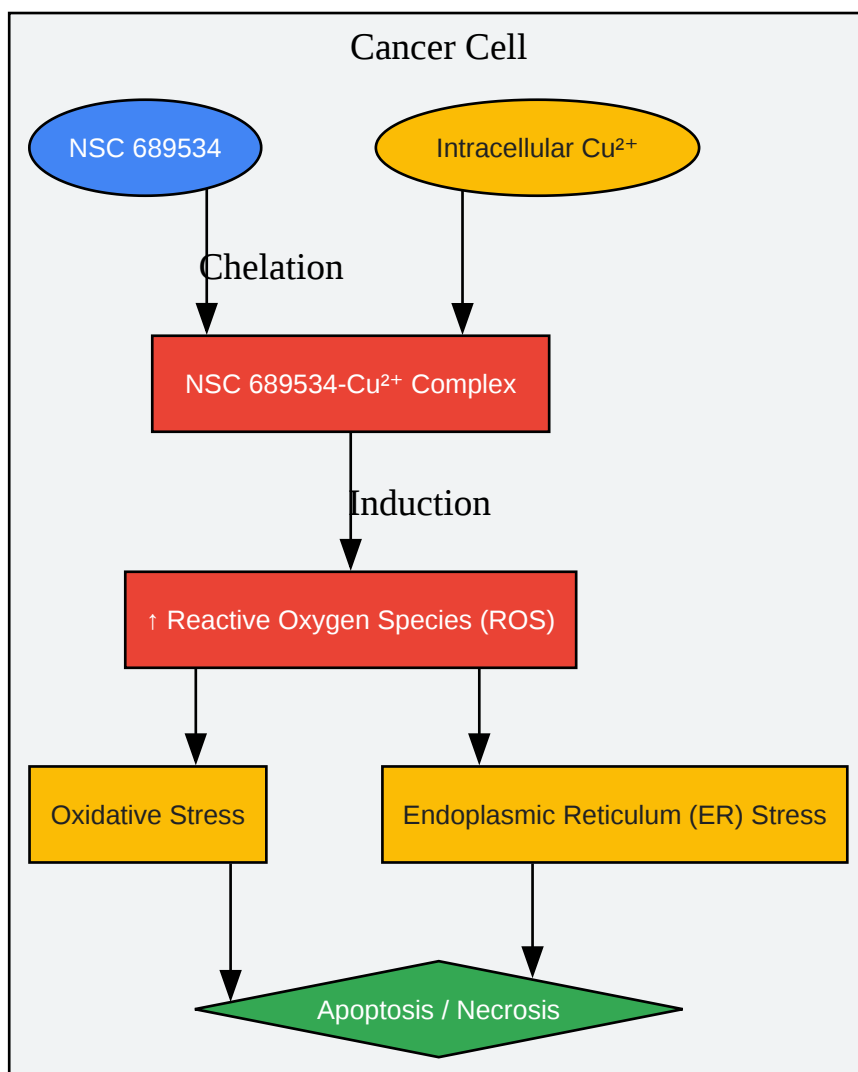 Cancer Cell
NSC 689534
Intracellular Cu²⁺
Chelation
NSC 689534-Cu²⁺ Complex
Induction
↑ Reactive Oxygen Species (ROS)
Oxidative Stress
Endoplasmic Reticulum (ER) Stress
Apoptosis / Necrosis